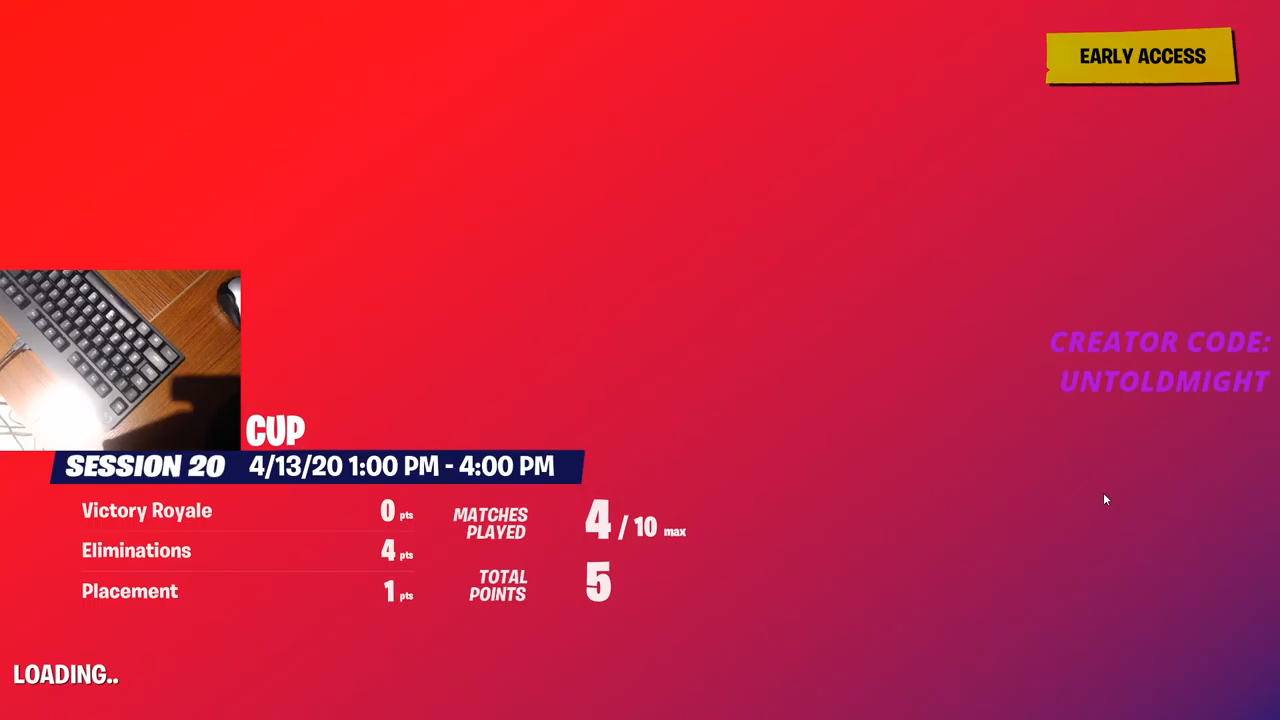 EARLY ACCESS
CREATOR CODE:
UNTOLDMIGHT
CUP
SESSION 20 4/13/20 1:00 PM - 4:00 PM
Victory Royale 0 pts
Eliminations 4 pts
Placement 1 pts
MATCHES
PLAYED
4 / 10 max
TOTAL
POINTS
5
LOADING..